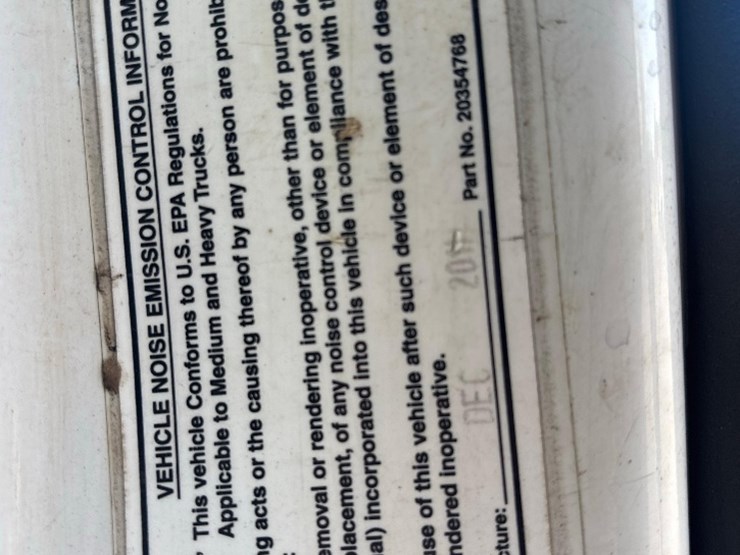 VEHICLE NOISE EMISSION CONTROL INFORM
This vehicle Conforms to U.S. EPA Regulations for No
Applicable to Medium and Heavy Trucks.
ng acts or the causing thereof by any person are prohib
:
emoval or rendering inoperative, other than for purpos
placement, of any noise control device or element of de
al) incorporated into this vehicle in compliance with t
use of this vehicle after such device or element of des
ndered inoperative.
cture: DEC Part No. 20354768